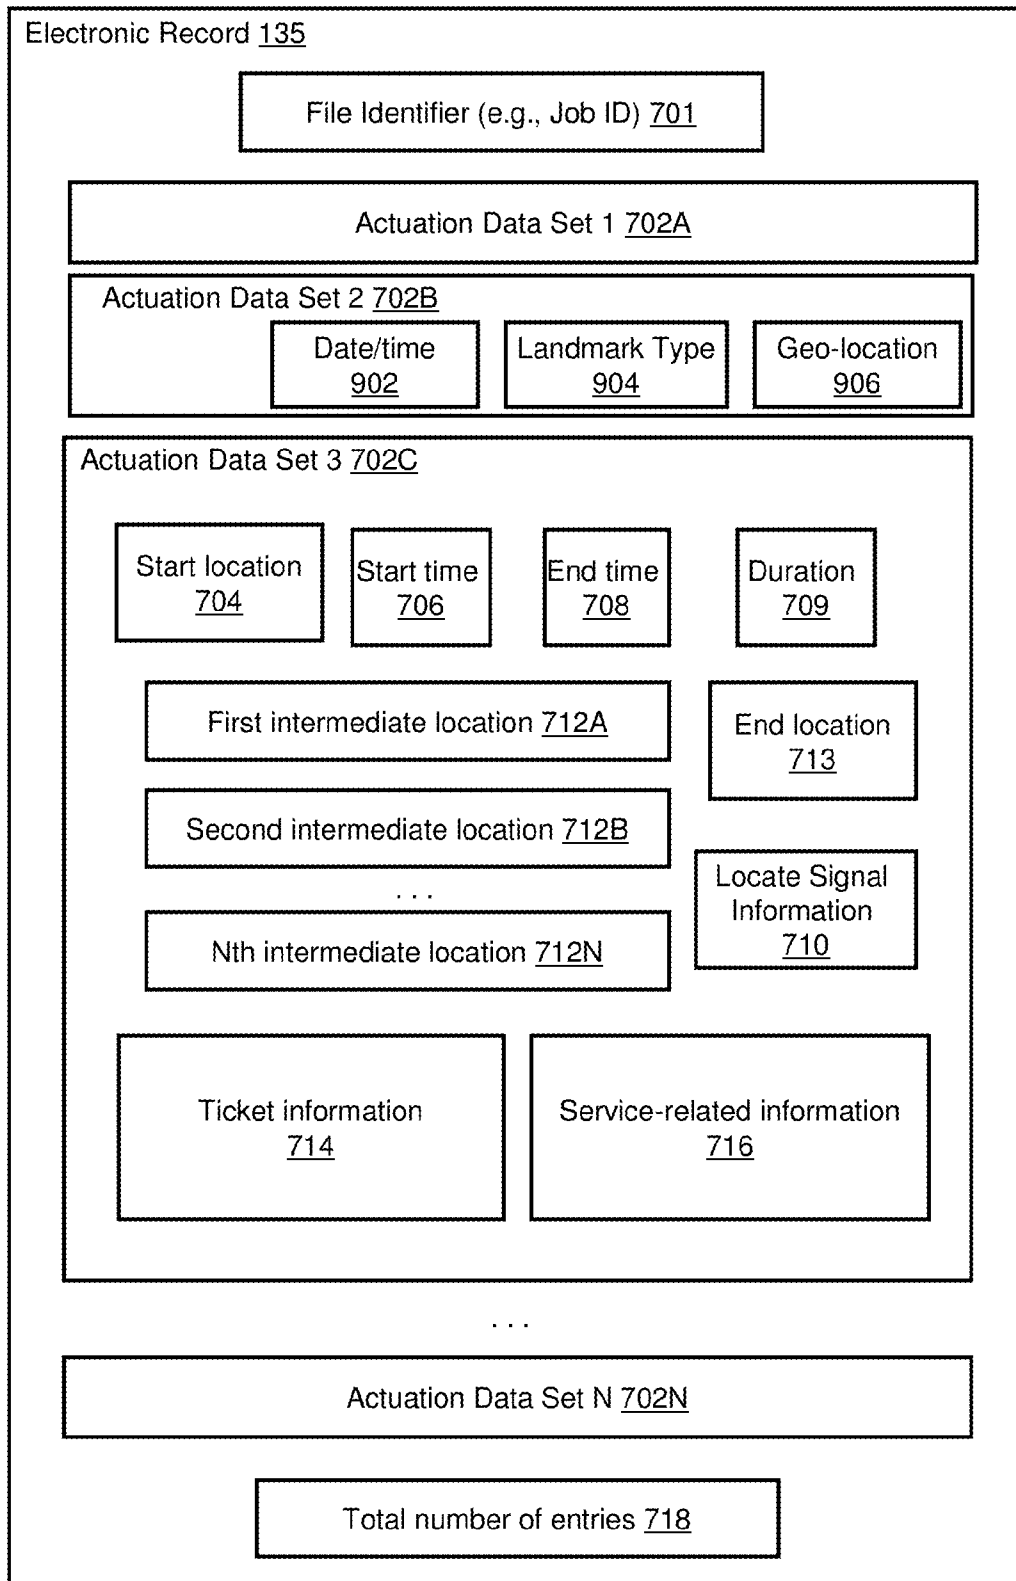 Electronic Record 135
File Identifier (e.g., Job ID) 701
Actuation Data Set 1 702A
Actuation Data Set 2 702B
Date/time
902
Landmark Type
904
Geo-location
906
Actuation Data Set 3 702C
Start location
704
Start time
706
End time
708
Duration
709
First intermediate location 712A
End location
713
Second intermediate location 712B
. . .
Locate Signal
Information
710
Nth intermediate location 712N
Ticket information
714
Service-related information
716
. . .
Actuation Data Set N 702N
Total number of entries 718